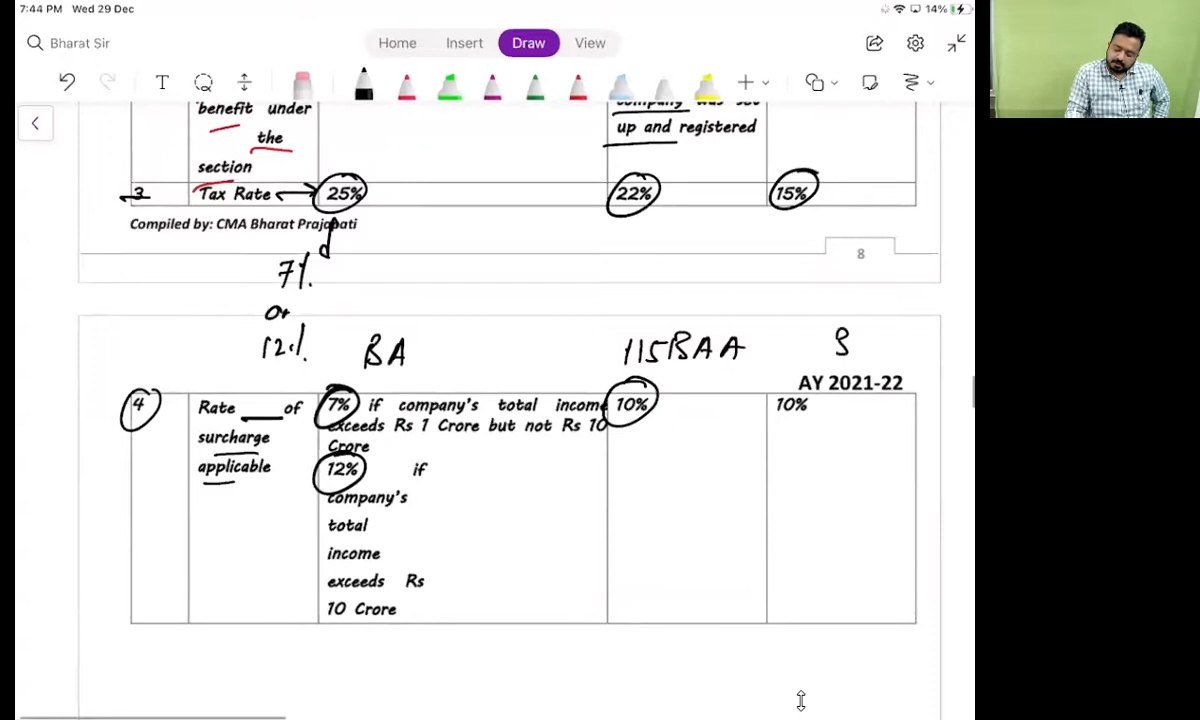 7:44 PM Wed 29 Dec
14%
Bharat Sir
Home Insert Draw View
benefit under
the
section
company was set
up and registered
3 Tax Rate 25% 22% 15%
Compiled by: CMA Bharat Prajapati
8
7%
or
12%
BA 115BAA
AY 2021-22
4 Rate of surcharge applicable
7% if company's total income
exceeds Rs 1 Crore but not Rs 10
Crore
12% if
company's
total
income
exceeds Rs
10 Crore
10%
10%